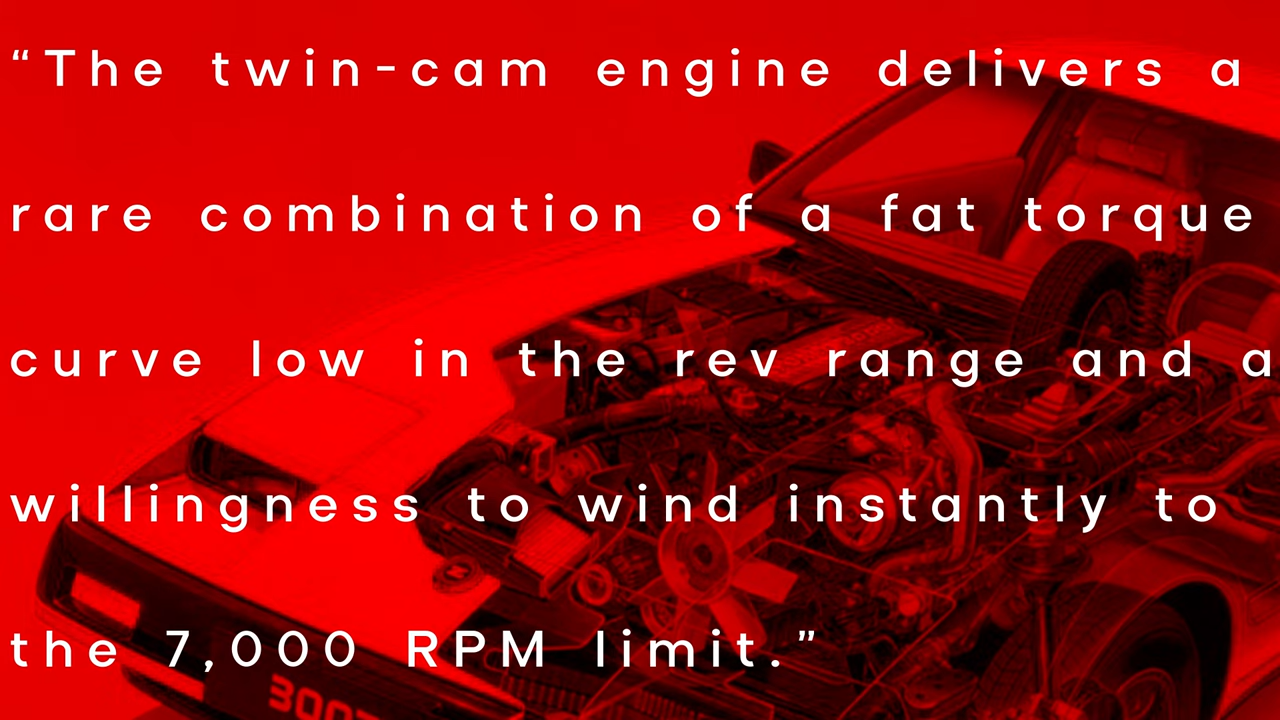 “The twin-cam engine delivers a
rare combination of a fat torque
curve low in the rev range and a
willingness to wind instantly to
the 7,000 RPM limit.”